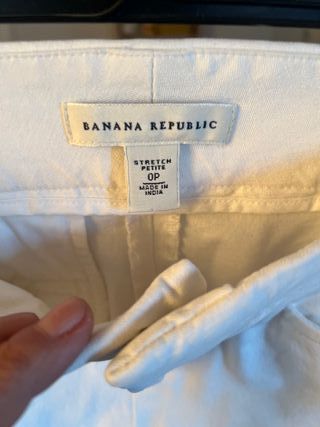 BANANA REPUBLIC
STRETCH
PETITE
0P
MADE IN
INDIA